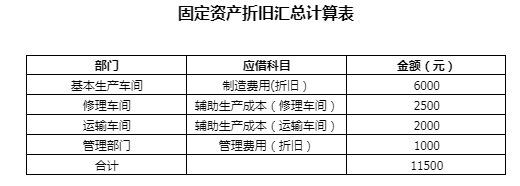 固定资产折旧汇总计算表
部门 应借科目 金额（元）
基本生产车间 制造费用(折旧） 6000
修理车间 辅助生产成本（修理车间） 2500
运输车间 辅助生产成本（运输车间） 2000
管理部门 管理费用（折旧） 1000
合计 11500